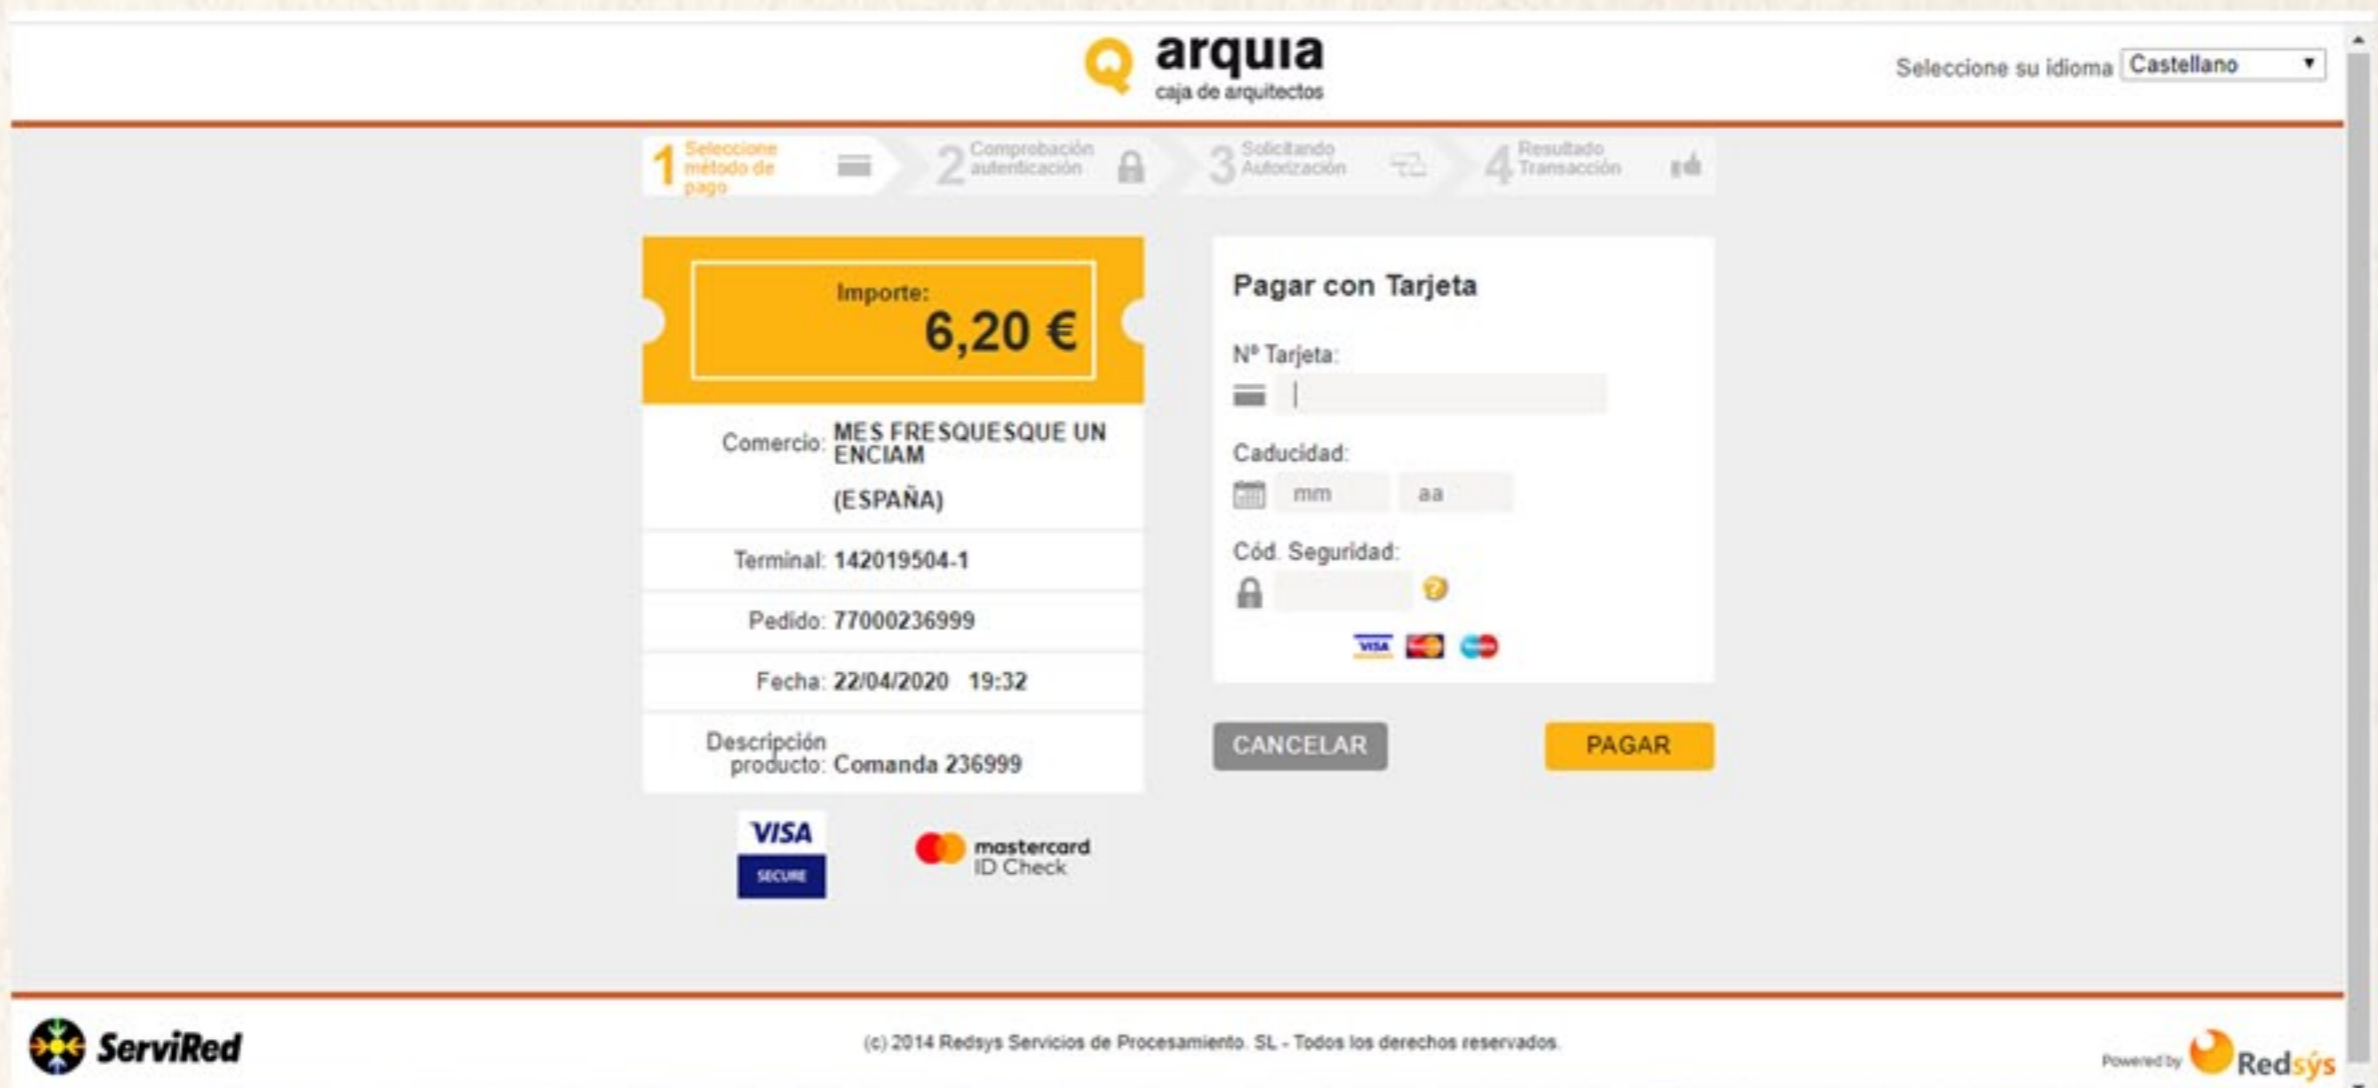 arquia
caja de arquitectos
Seleccione su idioma Castellano
1 Seleccione
método de
pago
2 Comprobación
autenticación
3 Solicitando
Autorización
4 Resultado
Transacción
Importe:
6,20 €
Comercio: MES FRESQUESQUE UN
ENCIAM
(ESPAÑA)
Terminal: 142019504-1
Pedido: 77000236999
Fecha: 22/04/2020 19:32
Descripción
producto: Comanda 236999
VISA
SECURE
mastercard
ID Check
Pagar con Tarjeta
Nº Tarjeta:
Caducidad:
mm aa
Cód. Seguridad:
?
VISA
CANCELAR PAGAR
ServiRed
(c) 2014 Redsys Servicios de Procesamiento. SL - Todos los derechos reservados.
Powered by Redsýs